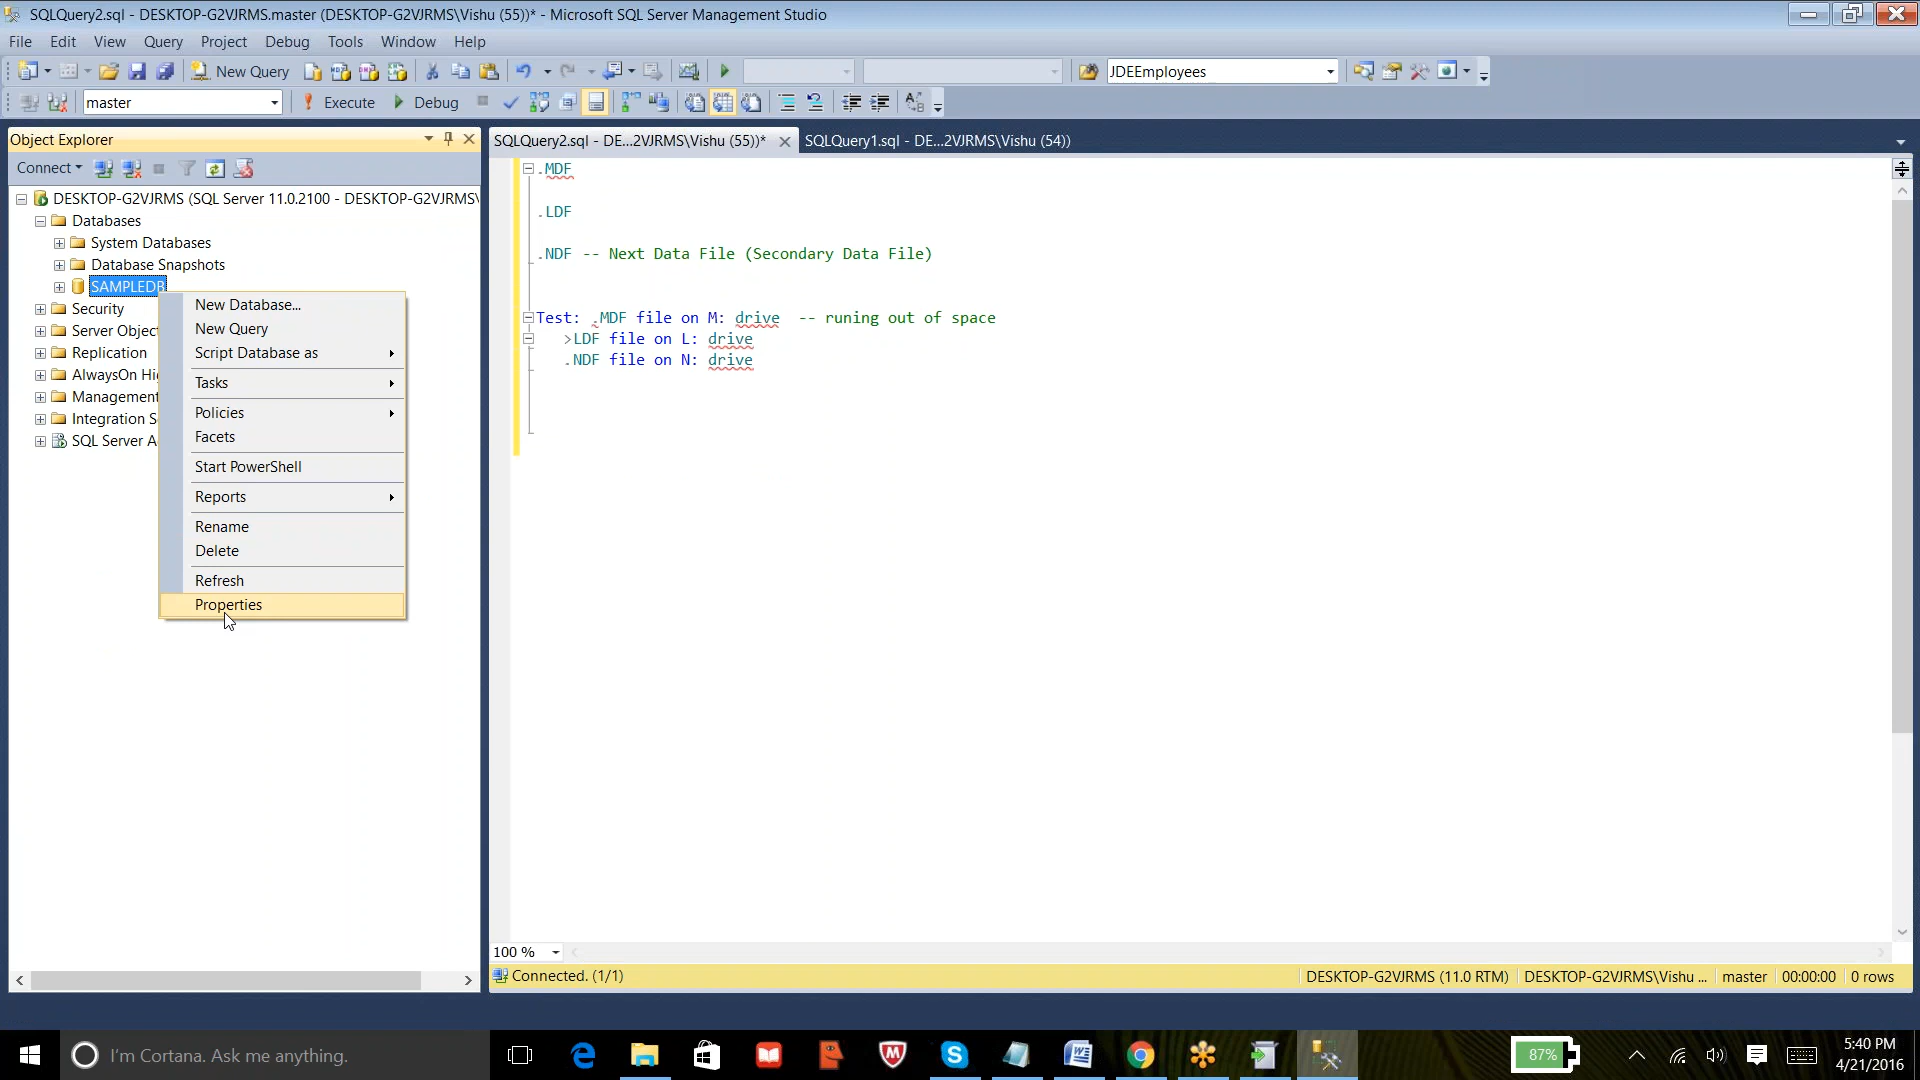 SQLQuery2.sql - DESKTOP-G2VJRMS.master (DESKTOP-G2VJRMS\Vishu (55))* - Microsoft SQL Server Management Studio
File Edit View Query Project Debug Tools Window Help
New Query JDEEmployees
master Execute Debug
Object Explorer
SQLQuery2.sql - DE...2VJRMS\Vishu (55))* SQLQuery1.sql - DE...2VJRMS\Vishu (54))
Connect
DESKTOP-G2VJRMS (SQL Server 11.0.2100 - DESKTOP-G2VJRMS\
Databases
System Databases
Database Snapshots
SAMPLEDB
Security
Server Objec
Replication
AlwaysOn Hi
Management
Integration S
SQL Server A
New Database...
New Query
Script Database as
Tasks
Policies
Facets
Start PowerShell
Reports
Rename
Delete
Refresh
Properties
.MDF
.LDF
.NDF -- Next Data File (Secondary Data File)
Test: .MDF file on M: drive -- runing out of space
>LDF file on L: drive
.NDF file on N: drive
100 %
Connected. (1/1) DESKTOP-G2VJRMS (11.0 RTM) DESKTOP-G2VJRMS\Vishu ... master 00:00:00 0 rows
I'm Cortana. Ask me anything.
87%
5:40 PM
4/21/2016